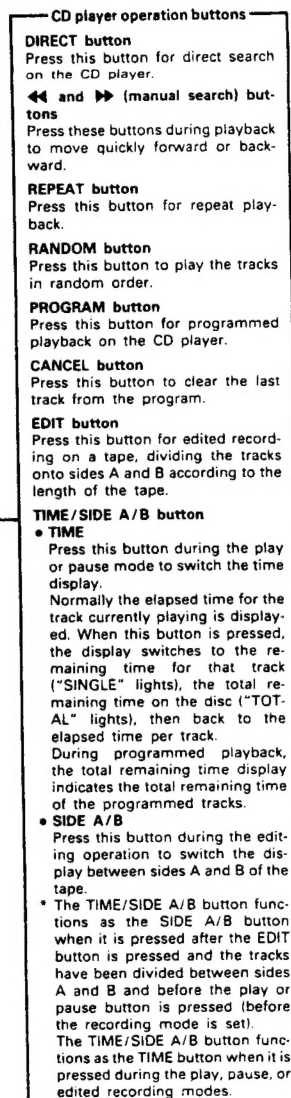 CD player operation buttons
DIRECT button
Press this button for direct search
on the CD player.
◀◀ and ▶▶ (manual search) but-
tons
Press these buttons during playback
to move quickly forward or back-
ward.
REPEAT button
Press this button for repeat play-
back.
RANDOM button
Press this button to play the tracks
in random order.
PROGRAM button
Press this button for programmed
playback on the CD player.
CANCEL button
Press this button to clear the last
track from the program.
EDIT button
Press this button for edited record-
ing on a tape, dividing the tracks
onto sides A and B according to the
length of the tape.
TIME/SIDE A/B button
• TIME
Press this button during the play
or pause mode to switch the time
display.
Normally the elapsed time for the
track currently playing is display-
ed. When this button is pressed,
the display switches to the re-
maining time for that track
("SINGLE" lights), the total re-
maining time on the disc ("TOT-
AL" lights), then back to the
elapsed time per track.
During programmed playback,
the total remaining time display
indicates the total remaining time
of the programmed tracks.
• SIDE A/B
Press this button during the edit-
ing operation to switch the dis-
play between sides A and B of the
tape.
* The TIME/SIDE A/B button func-
tions as the SIDE A/B button
when it is pressed after the EDIT
button is pressed and the tracks
have been divided between sides
A and B and before the play or
pause button is pressed (before
the recording mode is set).
The TIME/SIDE A/B button func-
tions as the TIME button when it is
pressed during the play, pause, or
edited recording modes.